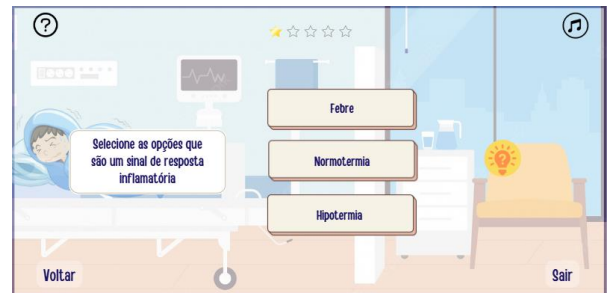 ?
Selecione as opções que
são um sinal de resposta
inflamatória
Febre
Normotermia
Hipotermia
?
Voltar
Sair